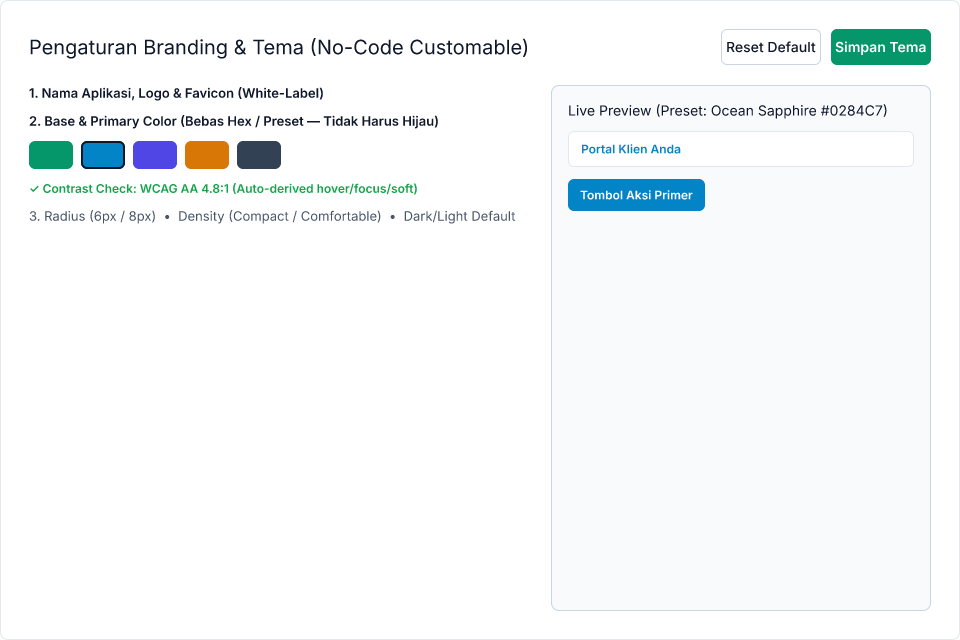 Pengaturan Branding & Tema (No-Code Customable)
Reset Default
Simpan Tema
1. Nama Aplikasi, Logo & Favicon (White-Label)
2. Base & Primary Color (Bebas Hex / Preset — Tidak Harus Hijau)
✓ Contrast Check: WCAG AA 4.8:1 (Auto-derived hover/focus/soft)
3. Radius (6px / 8px) • Density (Compact / Comfortable) • Dark/Light Default
Live Preview (Preset: Ocean Sapphire #0284C7)
Portal Klien Anda
Tombol Aksi Primer